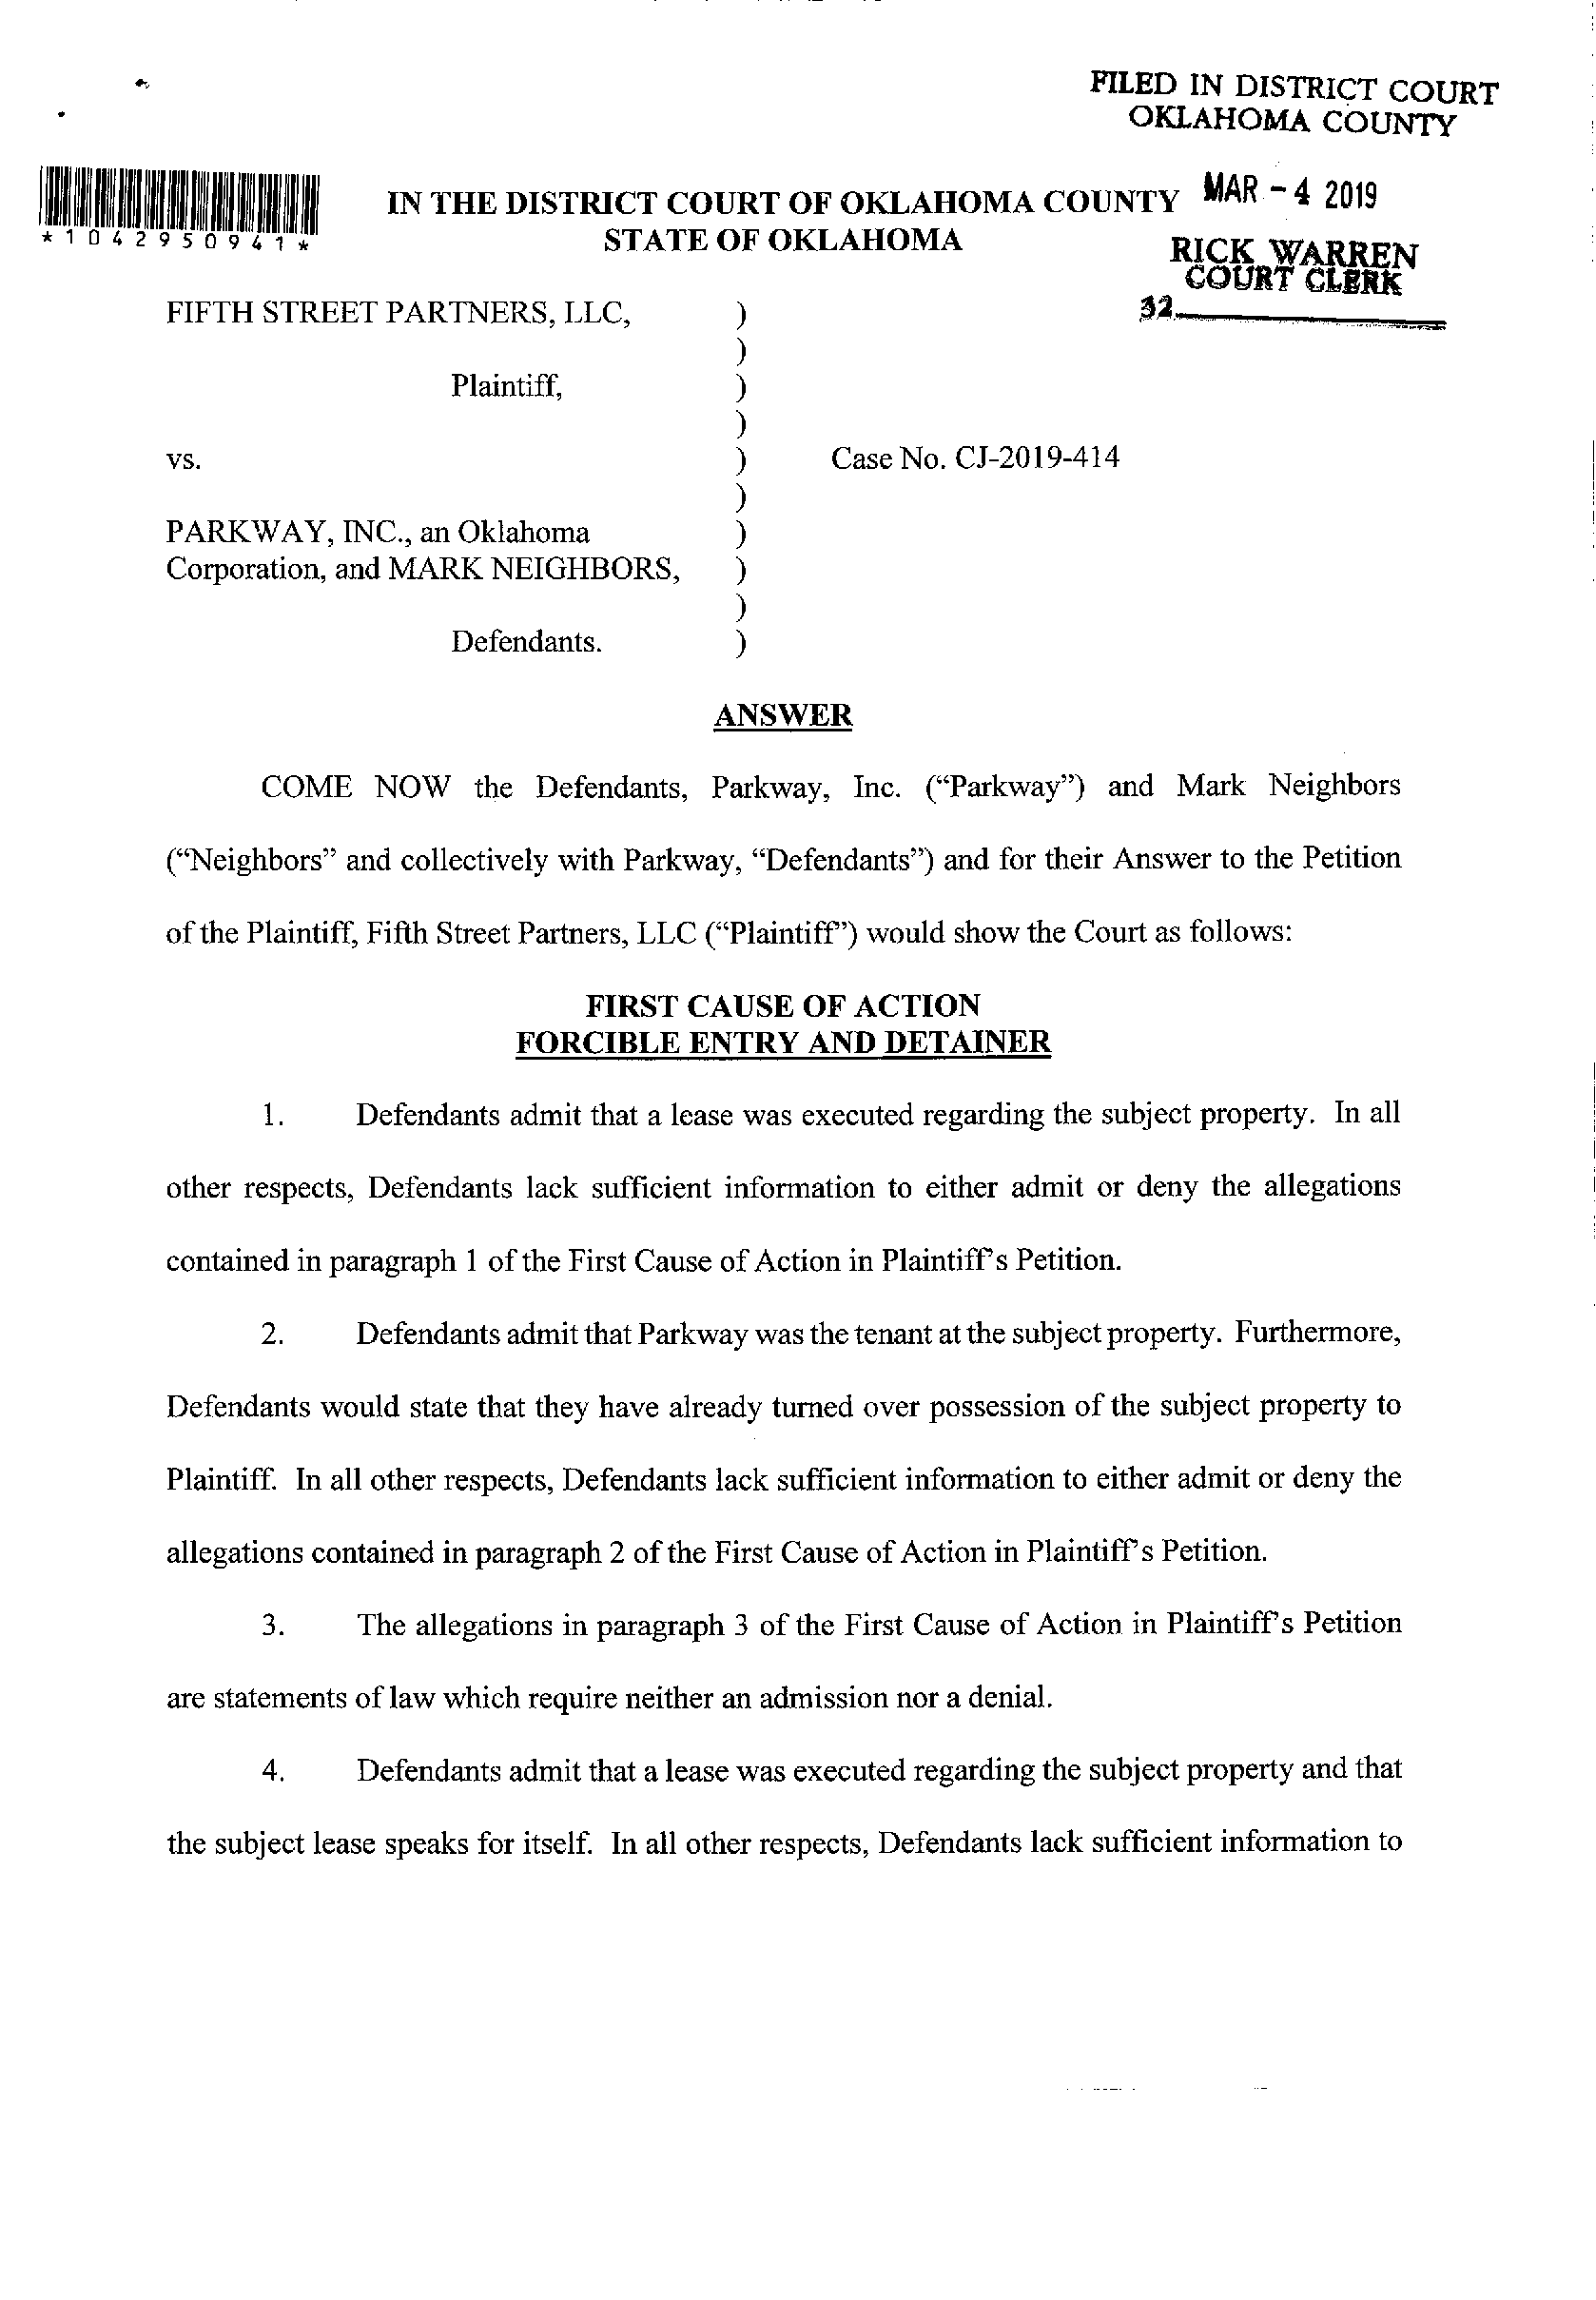 FILED IN DISTRICT COURT
OKLAHOMA COUNTY
MAR - 4 2019
RICK WARREN
COURT CLERK
32
*1042950941*
IN THE DISTRICT COURT OF OKLAHOMA COUNTY
STATE OF OKLAHOMA
FIFTH STREET PARTNERS, LLC, )
)
Plaintiff, )
)
vs. ) Case No. CJ-2019-414
)
PARKWAY, INC., an Oklahoma )
Corporation, and MARK NEIGHBORS, )
)
Defendants. )
ANSWER
COME NOW the Defendants, Parkway, Inc. (“Parkway”) and Mark Neighbors
(“Neighbors” and collectively with Parkway, “Defendants”) and for their Answer to the Petition
of the Plaintiff, Fifth Street Partners, LLC (“Plaintiff”) would show the Court as follows:
FIRST CAUSE OF ACTION
FORCIBLE ENTRY AND DETAINER
1. Defendants admit that a lease was executed regarding the subject property. In all
other respects, Defendants lack sufficient information to either admit or deny the allegations
contained in paragraph 1 of the First Cause of Action in Plaintiff’s Petition.
2. Defendants admit that Parkway was the tenant at the subject property. Furthermore,
Defendants would state that they have already turned over possession of the subject property to
Plaintiff. In all other respects, Defendants lack sufficient information to either admit or deny the
allegations contained in paragraph 2 of the First Cause of Action in Plaintiff’s Petition.
3. The allegations in paragraph 3 of the First Cause of Action in Plaintiff’s Petition
are statements of law which require neither an admission nor a denial.
4. Defendants admit that a lease was executed regarding the subject property and that
the subject lease speaks for itself. In all other respects, Defendants lack sufficient information to